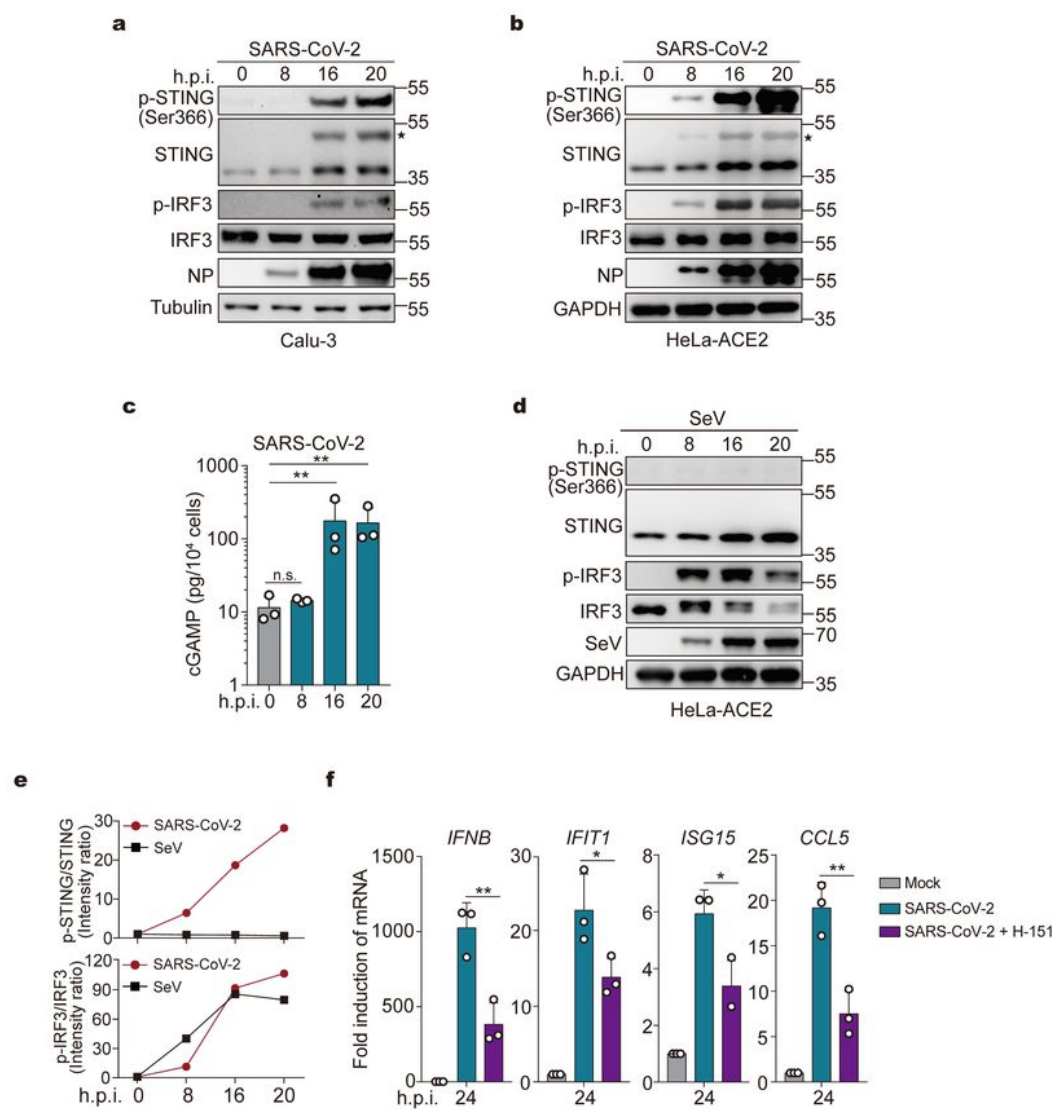 a
SARS-CoV-2
h.p.i. 0 8 16 20
p-STING 55
(Ser366)
STING 55 ★
35
p-IRF3 55
IRF3 55
NP 55
Tubulin 55
Calu-3
b
SARS-CoV-2
h.p.i. 0 8 16 20
p-STING 55
(Ser366)
STING 55 ★
35
p-IRF3 55
IRF3 55
NP 55
GAPDH 35
HeLa-ACE2
c
SARS-CoV-2
cGAMP (pg/10⁴ cells)
1000
100
10
1
n.s.
**
**
h.p.i. 0 8 16 20
d
SeV
h.p.i. 0 8 16 20
p-STING 55
(Ser366)
STING 55
35
p-IRF3 55
IRF3 55
SeV 70
GAPDH 35
HeLa-ACE2
e
p-STING/STING
(Intensity ratio)
30
20
10
0
SARS-CoV-2
SeV
p-IRF3/IRF3
(Intensity ratio)
120
90
60
30
0
SARS-CoV-2
SeV
h.p.i. 0 8 16 20
f
Fold induction of mRNA
IFNB
1500
1000
500
0
**
IFIT1
30
20
10
0
*
ISG15
8
6
4
2
0
*
CCL5
25
20
15
10
5
0
**
h.p.i. 24 24 24 24
Mock
SARS-CoV-2
SARS-CoV-2 + H-151